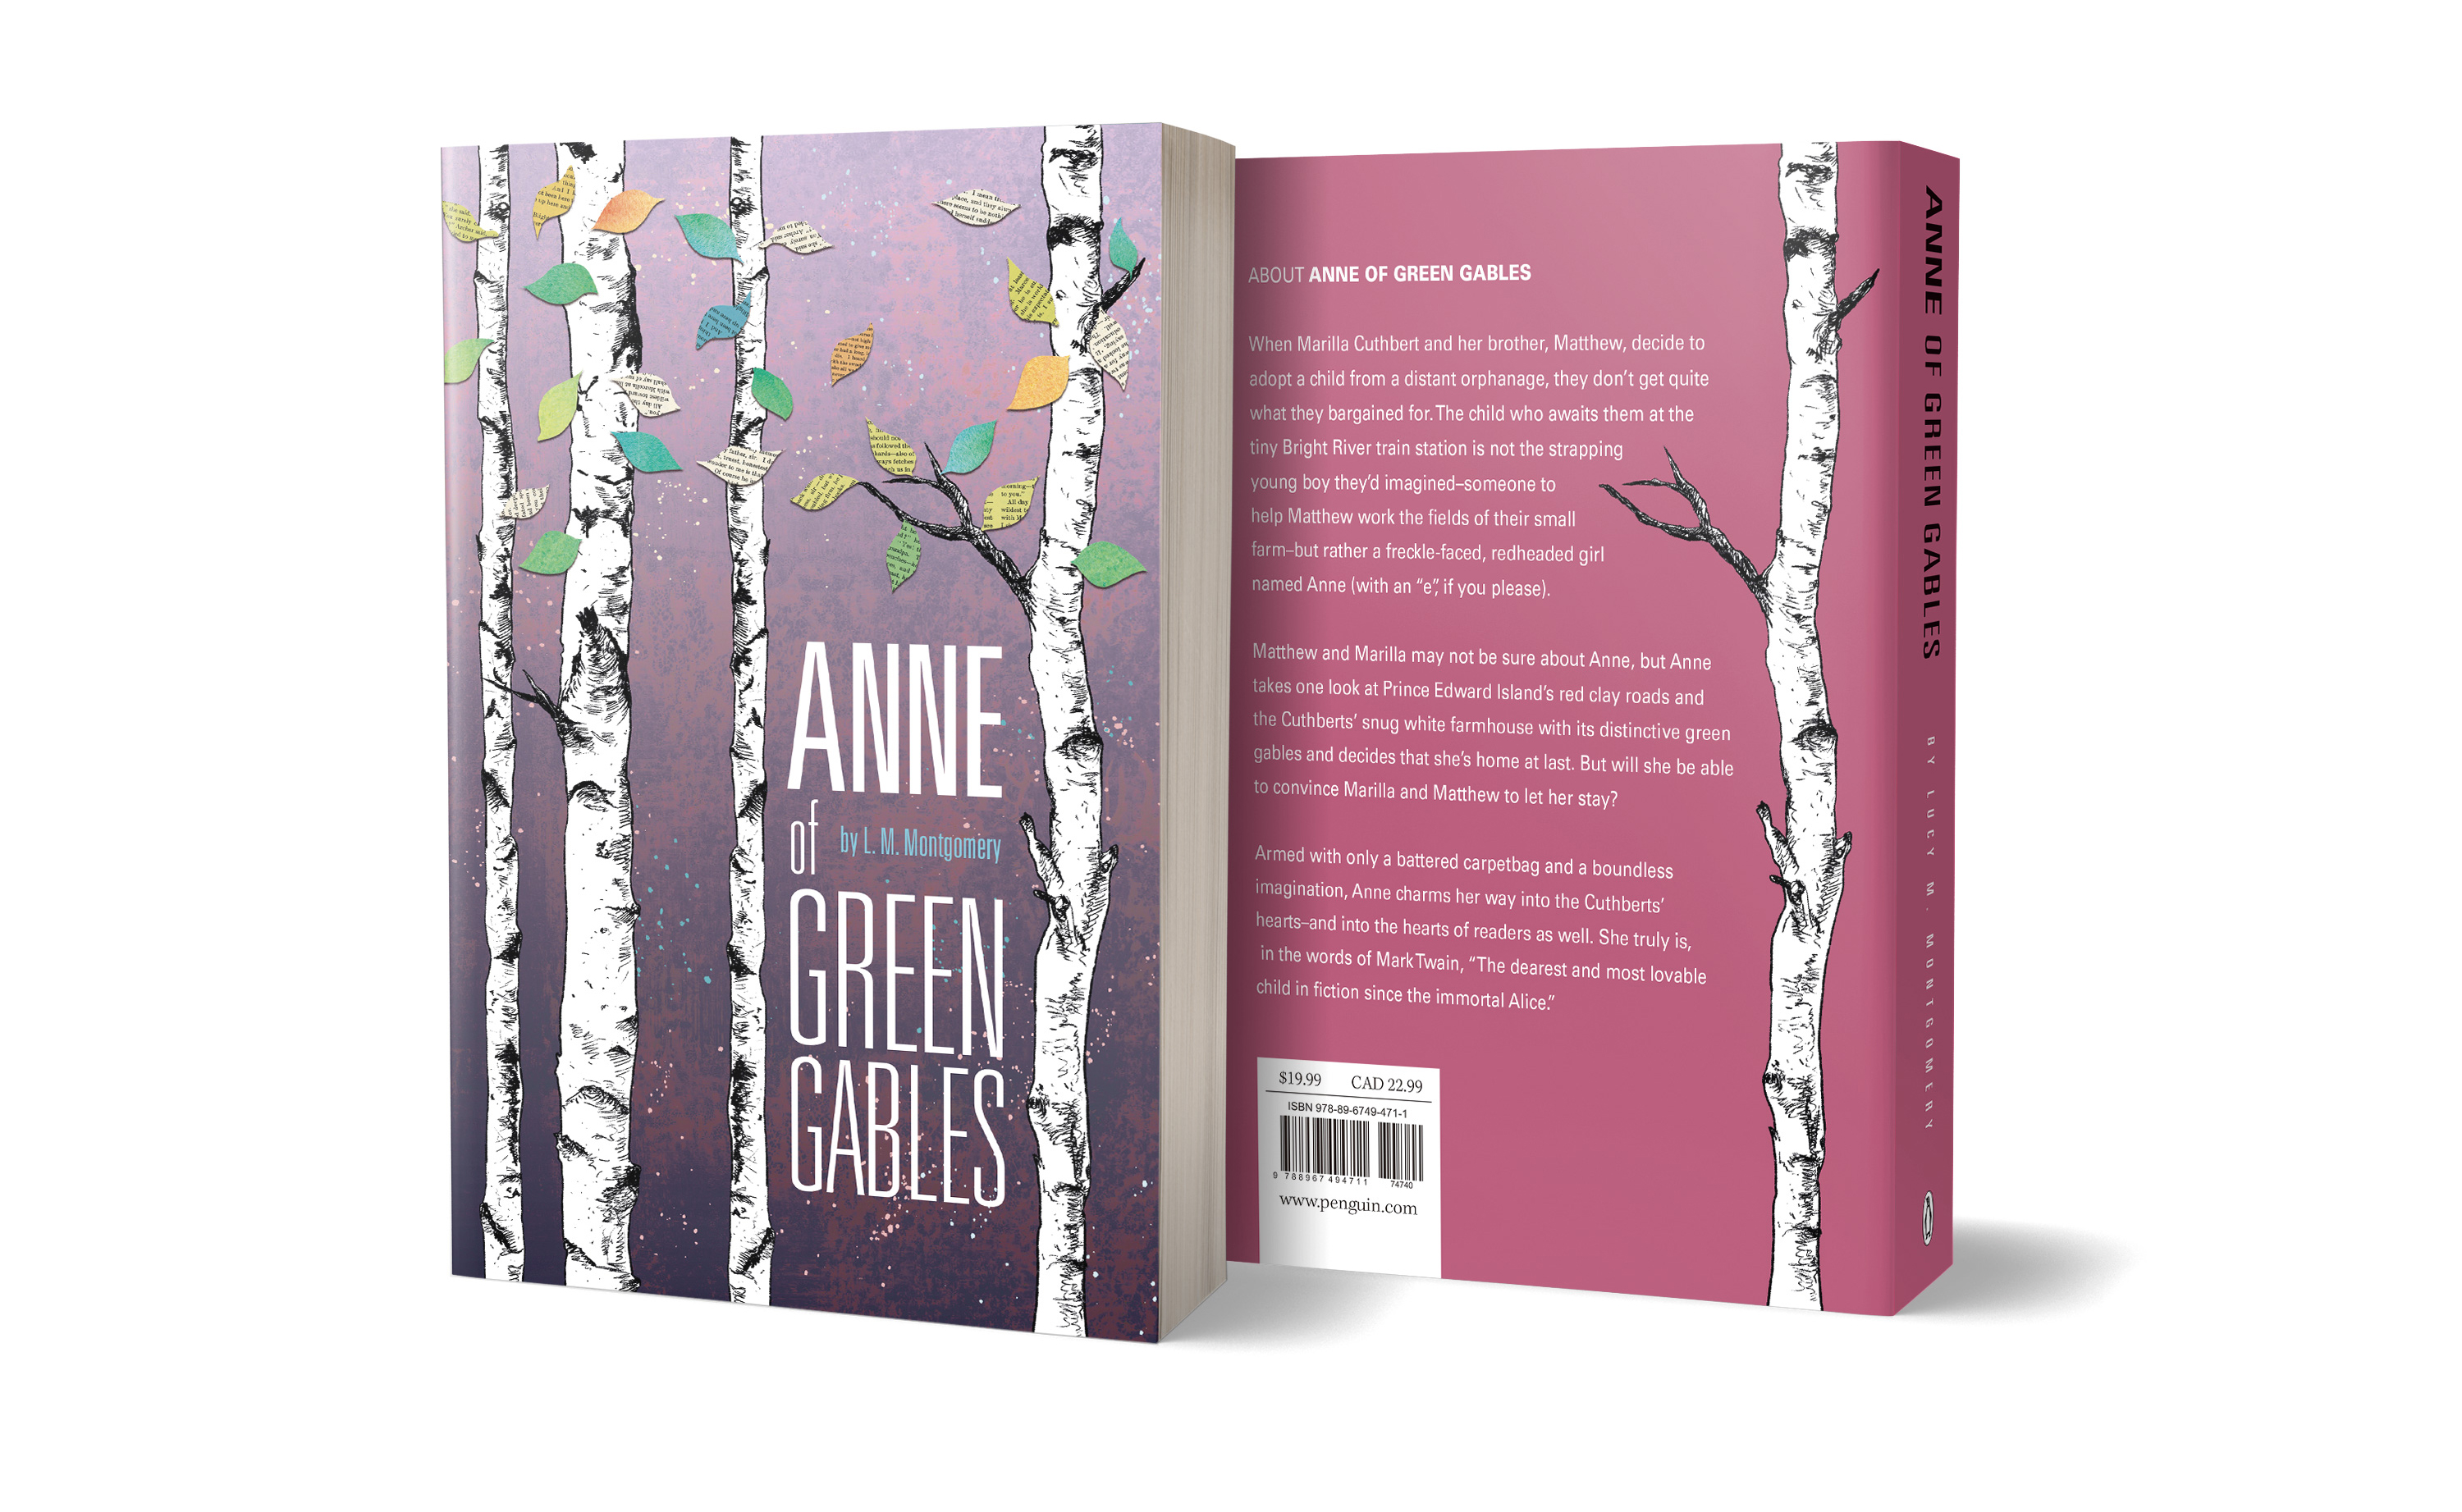 ANNE
of
by L. M. Montgomery
GREEN
GABLES
ABOUT ANNE OF GREEN GABLES
When Marilla Cuthbert and her brother, Matthew, decide to
adopt a child from a distant orphanage, they don’t get quite
what they bargained for. The child who awaits them at the
tiny Bright River train station is not the strapping
young boy they’d imagined–someone to
help Matthew work the fields of their small
farm–but rather a freckle-faced, redheaded girl
named Anne (with an “e”, if you please).
Matthew and Marilla may not be sure about Anne, but Anne
takes one look at Prince Edward Island’s red clay roads and
the Cuthberts’ snug white farmhouse with its distinctive green
gables and decides that she’s home at last. But will she be able
to convince Marilla and Matthew to let her stay?
Armed with only a battered carpetbag and a boundless
imagination, Anne charms her way into the Cuthberts’
hearts–and into the hearts of readers as well. She truly is,
in the words of Mark Twain, “The dearest and most lovable
child in fiction since the immortal Alice.”
$19.99 CAD 22.99
ISBN 978-89-6749-471-1
9 788967 494711 74740
www.penguin.com
ANNE OF GREEN GABLES
BY LUCY M. MONTGOMERY